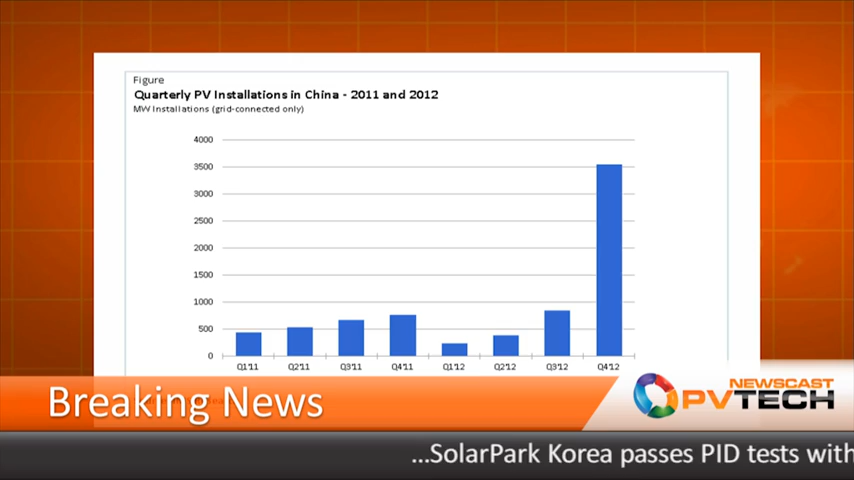 Figure
Quarterly PV Installations in China - 2011 and 2012
MW Installations (grid-connected only)
4000
3500
3000
2500
2000
1500
1000
500
0
Q1'11 Q2'11 Q3'11 Q4'11 Q1'12 Q2'12 Q3'12 Q4'12
Breaking News
NEWSCAST
PVTECH
...SolarPark Korea passes PID tests with